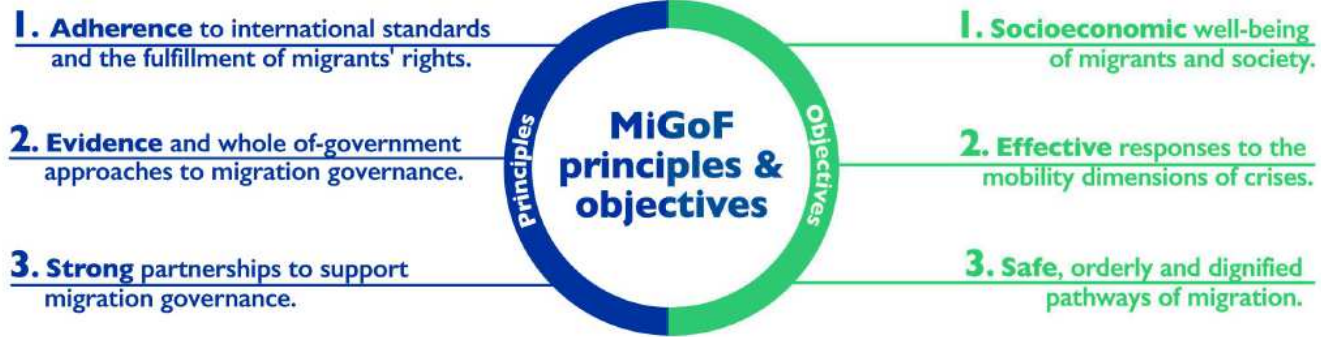 1. Adherence to international standards
and the fulfillment of migrants' rights.
2. Evidence and whole of-government
approaches to migration governance.
3. Strong partnerships to support
migration governance.
Principles
MiGoF
principles &
objectives
Objectives
1. Socioeconomic well-being
of migrants and society.
2. Effective responses to the
mobility dimensions of crises.
3. Safe, orderly and dignified
pathways of migration.